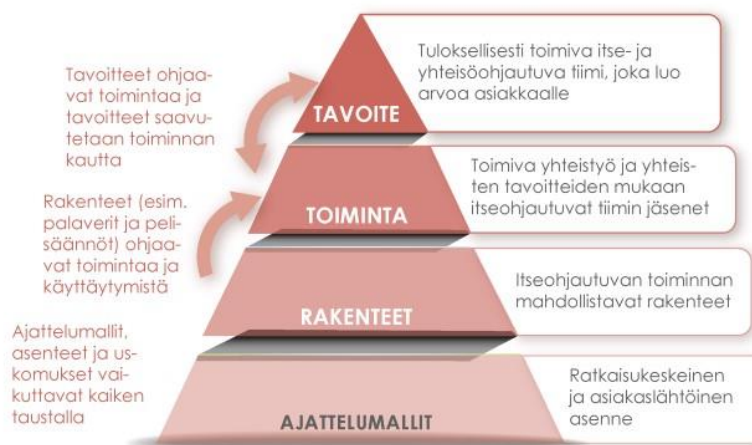 Tavoitteet ohjaa-
vat toimintaa ja
tavoitteet saavu-
tetaan toiminnan
kautta
Rakenteet (esim.
palaverit ja peli-
säännöt) ohjaa-
vat toimintaa ja
käyttäytymistä
Ajattelumallit,
asenteet ja us-
komukset vai-
kuttavat kaiken
taustalla
TAVOITE
TOIMINTA
RAKENTEET
AJATTELUMALLIT
Tuloksellisesti toimiva itse- ja
yhteisöohjautuva tiimi, joka luo
arvoa asiakkaalle
Toimiva yhteistyö ja yhteis-
ten tavoitteiden mukaan
itseohjautuvat tiimin jäsenet
Itseohjautuvan toiminnan
mahdollistavat rakenteet
Ratkaisukeskeinen
ja asiakaslähtöinen
asenne